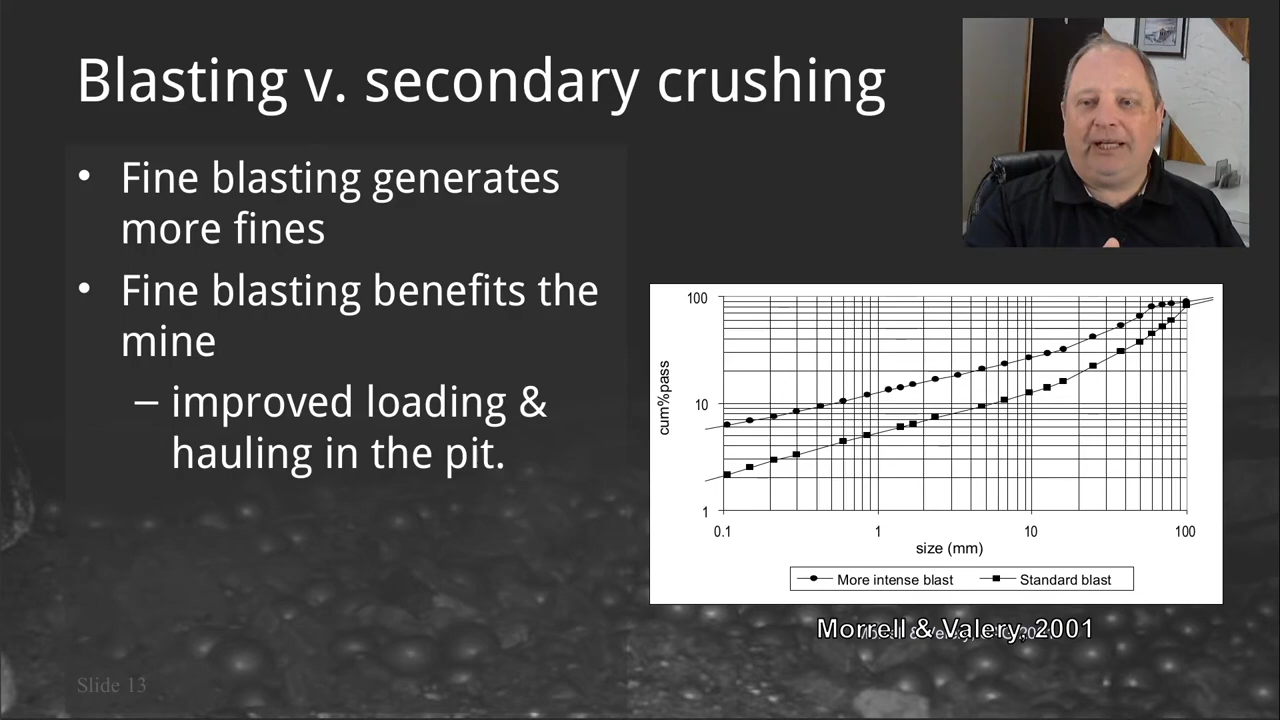 Blasting v. secondary crushing
• Fine blasting generates
more fines
• Fine blasting benefits the
mine
– improved loading &
hauling in the pit.
100
10
1
cum%pass
0.1 1 10 100
size (mm)
More intense blast Standard blast
Morrell & Valery, 2001
Slide 13